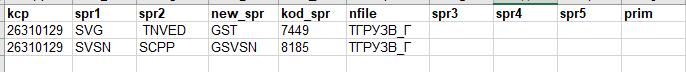 kcp spr1 spr2 new_spr kod_spr nfile spr3 spr4 spr5 prim
26310129 SVG TNVED GST 7449 ТГРУЗВ_Г
26310129 SVSN SCPP GSVSN 8185 ТГРУЗВ_Г